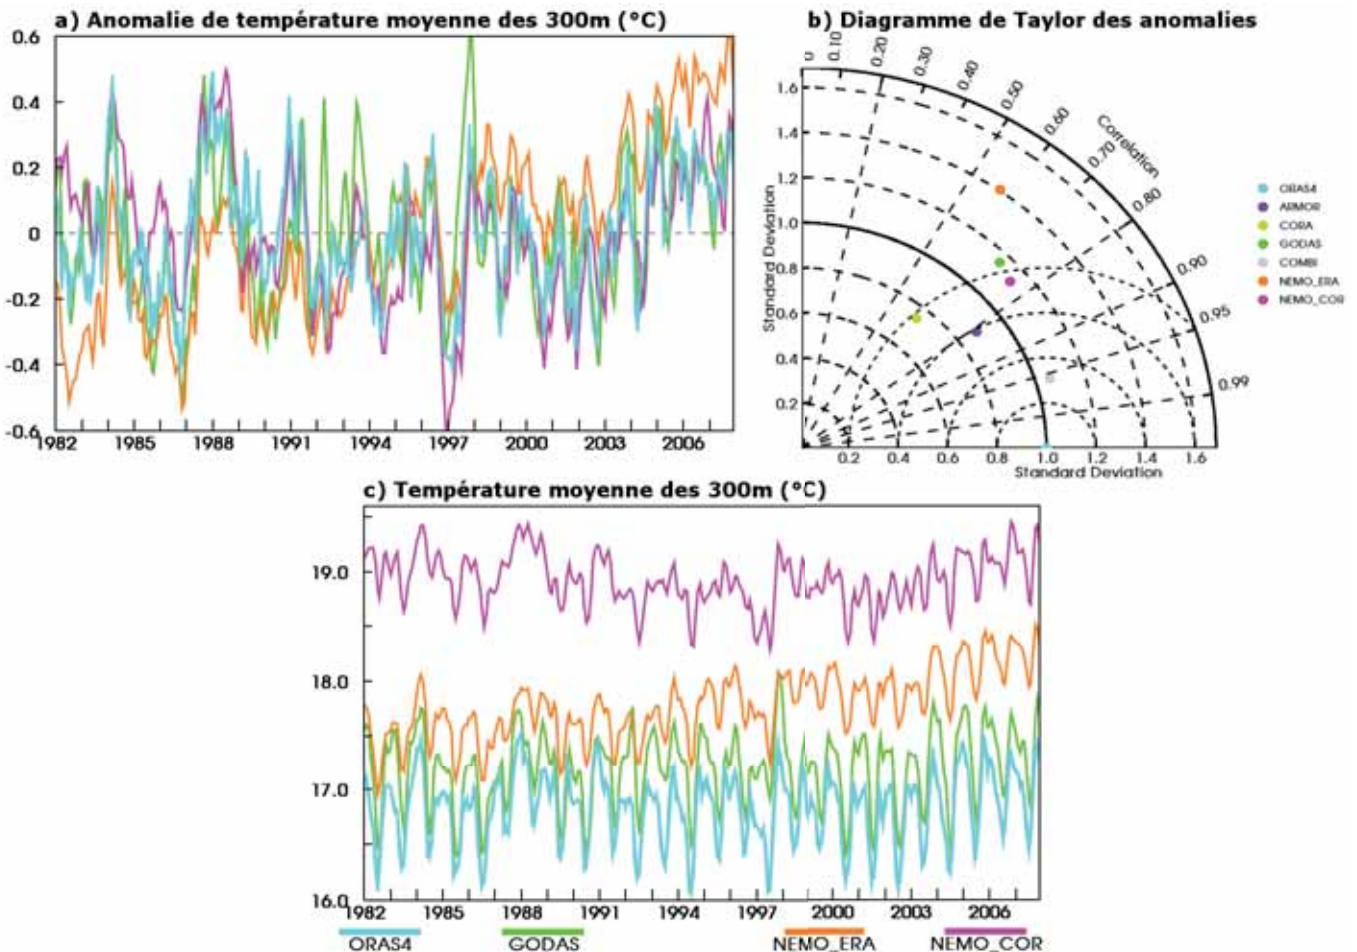 a) Anomalie de température moyenne des 300m (°C)
0.6
0.4
0.2
0
-0.2
-0.4
-0.6
1982 1985 1988 1991 1994 1997 2000 2003 2006
b) Diagramme de Taylor des anomalies
0 0.10 0.20 0.30 0.40 0.50 0.60 0.70 0.80 0.90 0.95 0.99
Correlation
Standard Deviation
1.6
1.4
1.2
1.0
0.8
0.6
0.4
0.2
0.2 0.4 0.6 0.8 1.0 1.2 1.4 1.6
Standard Deviation
ORAS4
ARMOR
CORA
GODAS
COMBI
NEMO_ERA
NEMO_COR
c) Température moyenne des 300m (°C)
19.0
18.0
17.0
16.0
1982 1985 1988 1991 1994 1997 2000 2003 2006
ORAS4 GODAS NEMO_ERA NEMO_COR